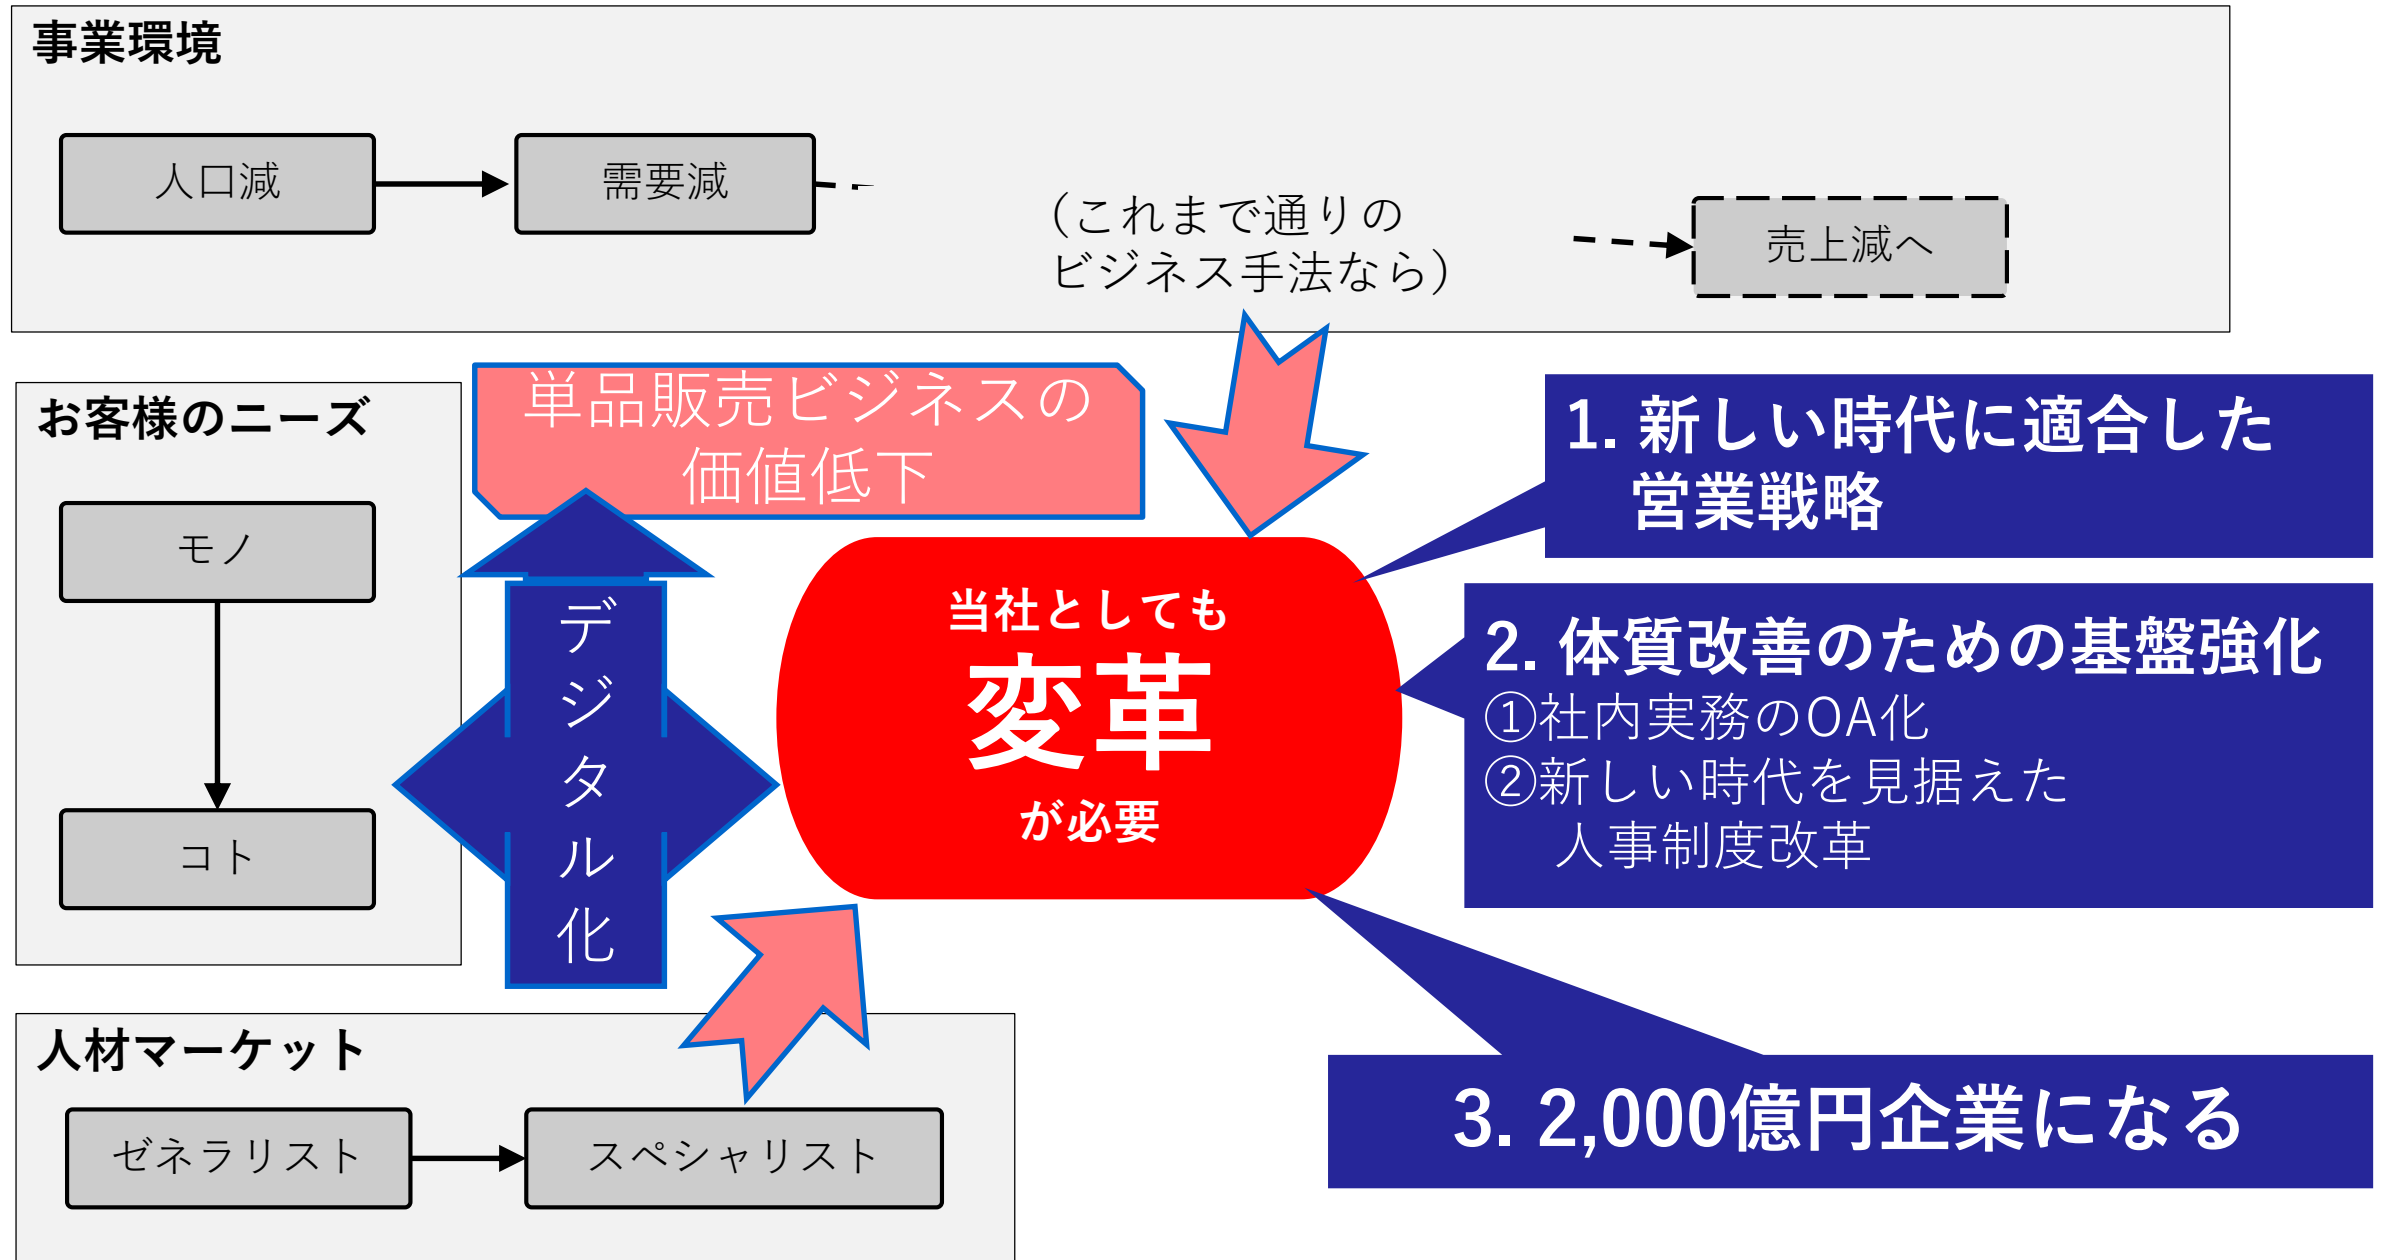 事業環境
人口減
需要減
（これまで通りの
ビジネス手法なら）
売上減へ
お客様のニーズ
モノ
コト
単品販売ビジネスの
価値低下
デジタル化
当社としても
変革
が必要
1. 新しい時代に適合した
営業戦略
2. 体質改善のための基盤強化
①社内実務のOA化
②新しい時代を見据えた
人事制度改革
3. 2,000億円企業になる
人材マーケット
ゼネラリスト
スペシャリスト